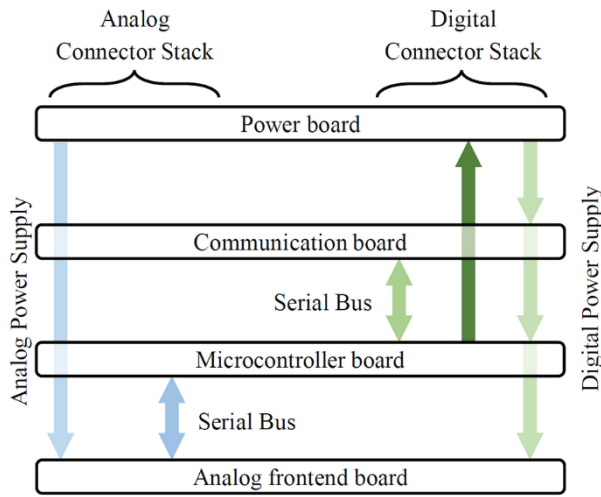 Analog
Connector Stack
Digital
Connector Stack
Power board
Analog Power Supply
Digital Power Supply
Communication board
Serial Bus
Microcontroller board
Serial Bus
Analog frontend board